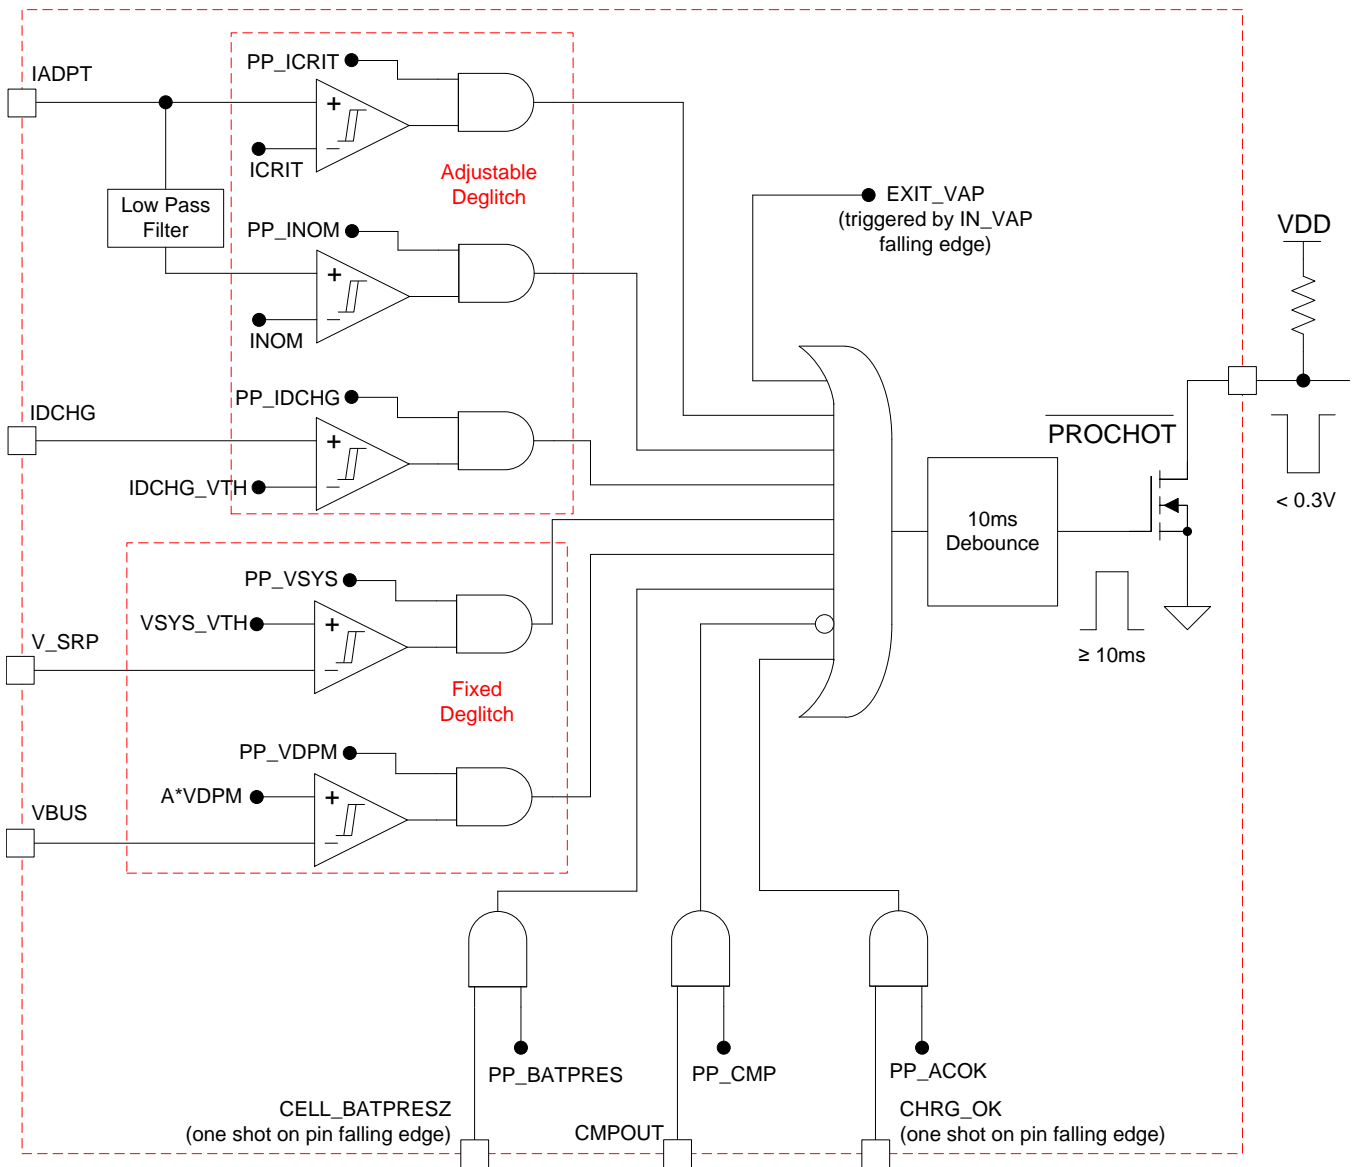 IADPT
PP_ICRIT
ICRIT
Adjustable
Deglitch
Low Pass
Filter
PP_INOM
INOM
EXIT_VAP
(triggered by IN_VAP
falling edge)
VDD
IDCHG
PP_IDCHG
IDCHG_VTH
PROCHOT
< 0.3V
10ms
Debounce
≥ 10ms
PP_VSYS
VSYS_VTH
V_SRP
Fixed
Deglitch
PP_VDPM
A*VDPM
VBUS
PP_BATPRES
PP_CMP
PP_ACOK
CELL_BATPRESZ
(one shot on pin falling edge)
CMPOUT
CHRG_OK
(one shot on pin falling edge)